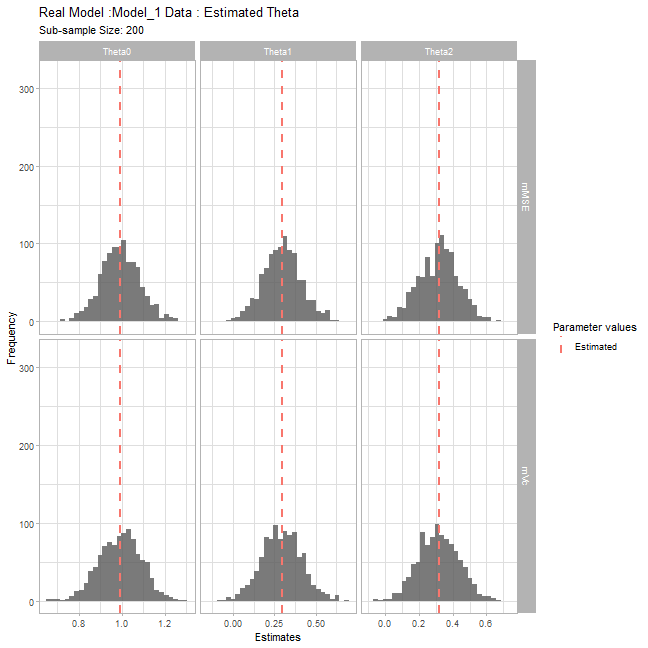 Real Model :Model_1 Data : Estimated Theta
Sub-sample Size: 200
Theta0 Theta1 Theta2
300
200
100
0
mMSE
Frequency
300
200
100
0
mVc
0.8 1.0 1.2 0.00 0.25 0.50 0.0 0.2 0.4 0.6
Estimates
Parameter values
Estimated